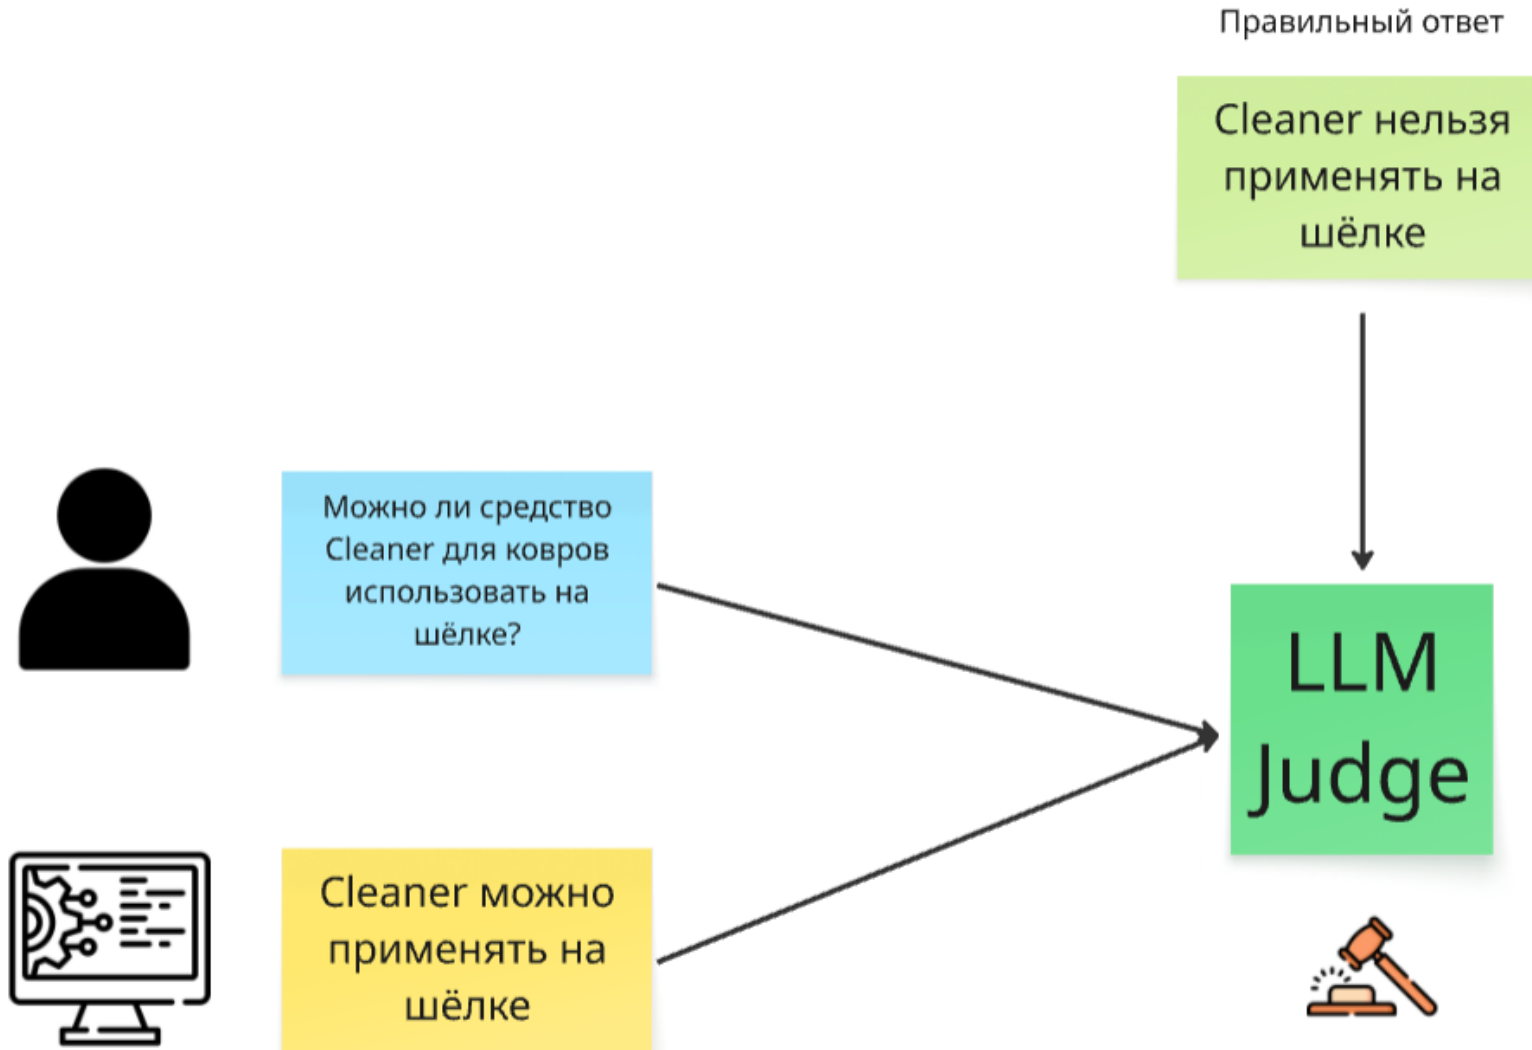 Правильный ответ
Cleaner нельзя
применять на
шёлке
Можно ли средство
Cleaner для ковров
использовать на
шёлке?
LLM
Judge
Cleaner можно
применять на
шёлке